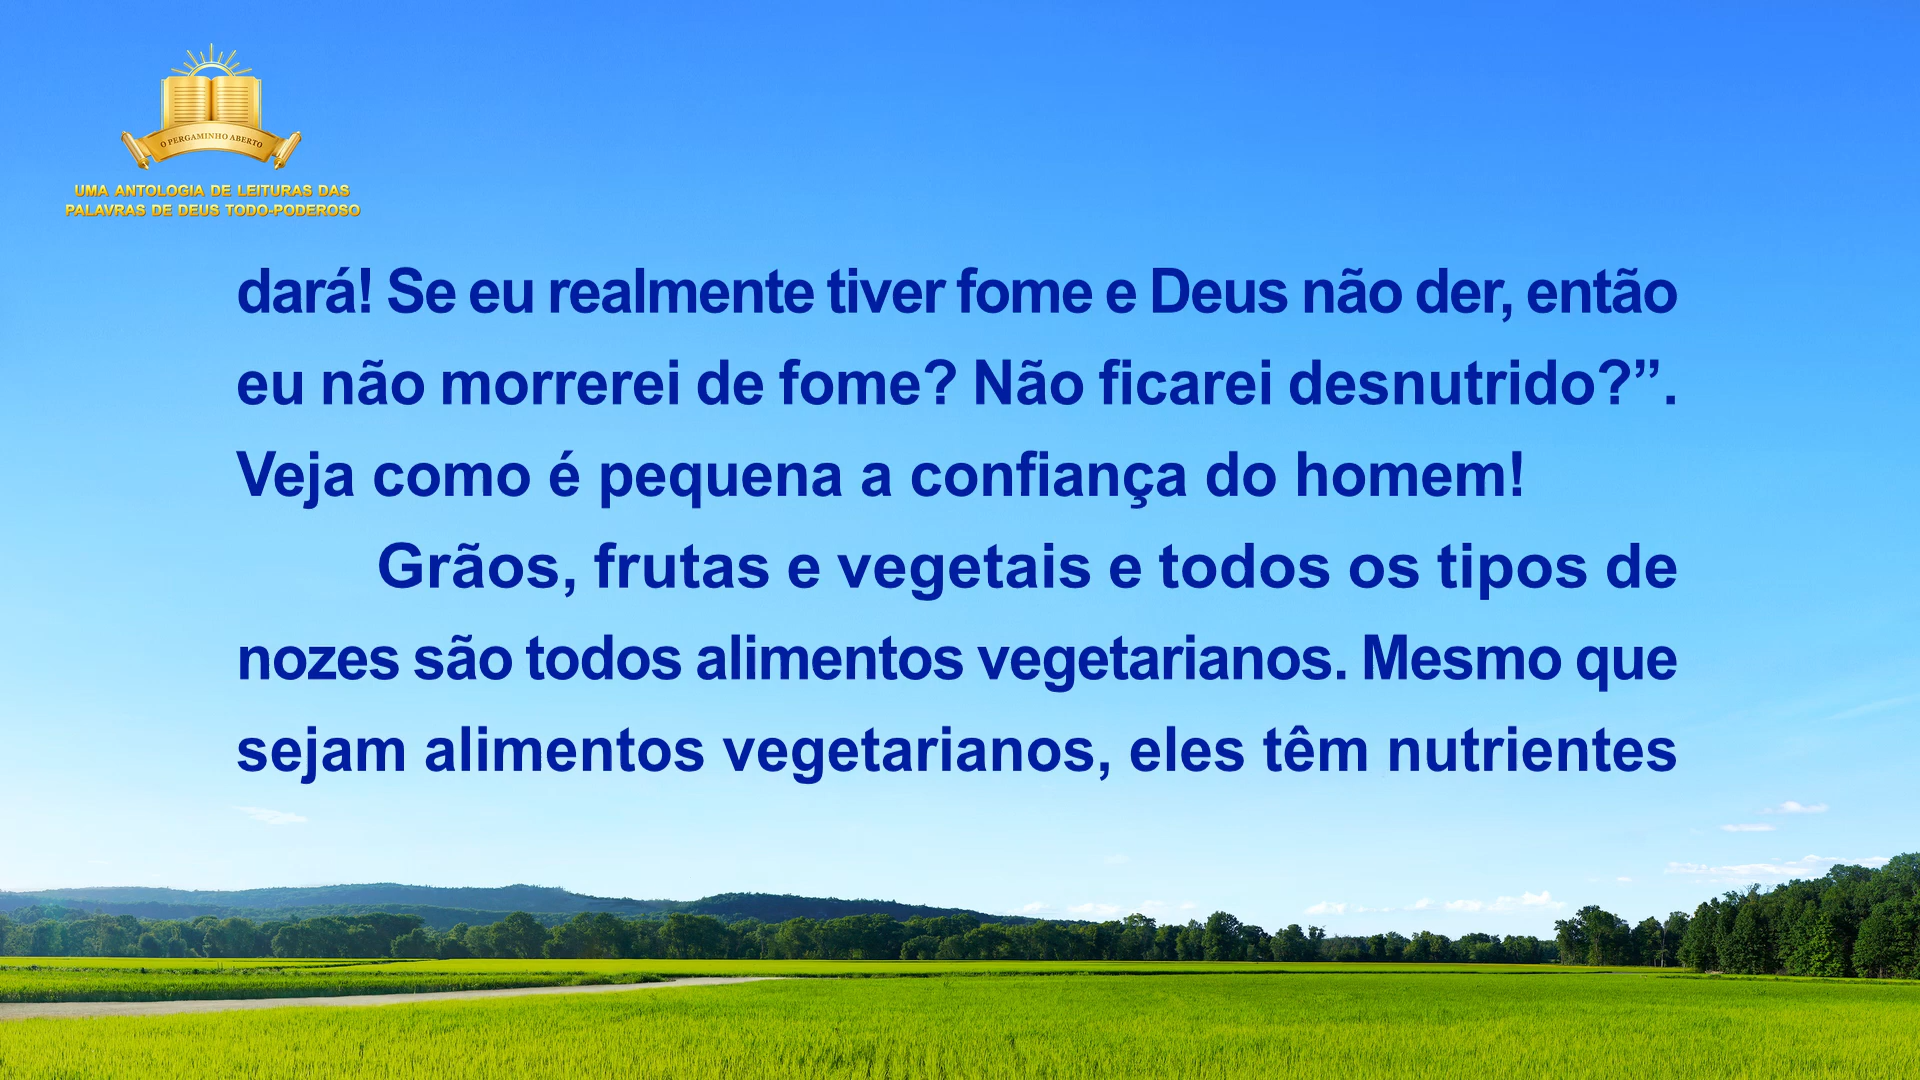 O PERGAMINHO ABERTO
UMA ANTOLOGIA DE LEITURAS DAS
PALAVRAS DE DEUS TODO-PODEROSO
dará! Se eu realmente tiver fome e Deus não der, então
eu não morrerei de fome? Não ficarei desnutrido?”.
Veja como é pequena a confiança do homem!
Grãos, frutas e vegetais e todos os tipos de
nozes são todos alimentos vegetarianos. Mesmo que
sejam alimentos vegetarianos, eles têm nutrientes